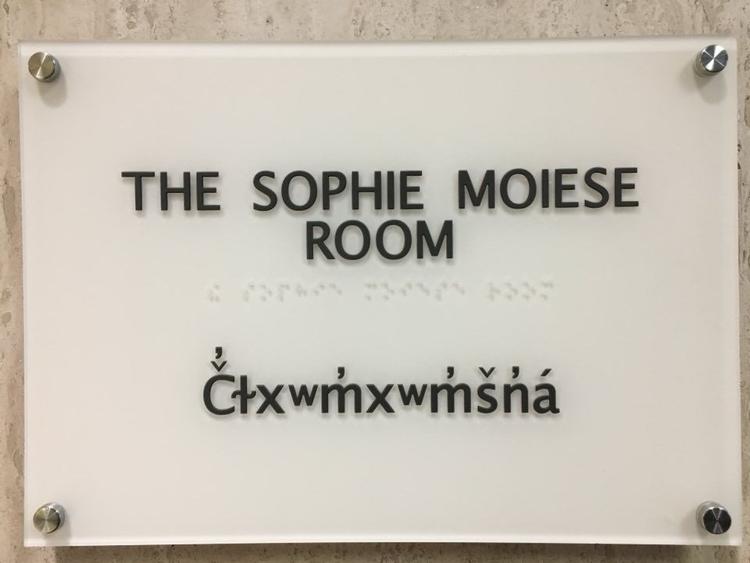 THE SOPHIE MOIESE
ROOM
⠮ ⠎⠕⠏⠓⠊⠑ ⠍⠕⠊⠑⠎⠑ ⠗⠕⠕⠍
Č̓łxʷm̓xʷm̓šn̓á